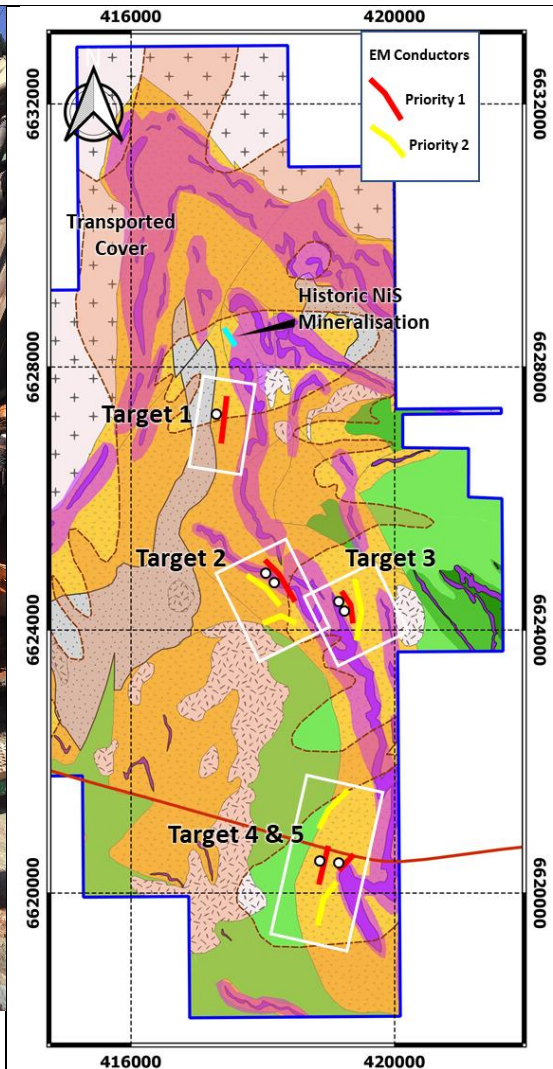 416000
420000
EM Conductors
Priority 1
Priority 2
6632000
6632000
N
Transported
Cover
Historic NiS
Mineralisation
6628000
6628000
Target 1
Target 2
Target 3
6624000
6624000
Target 4 & 5
6620000
6620000
416000
420000